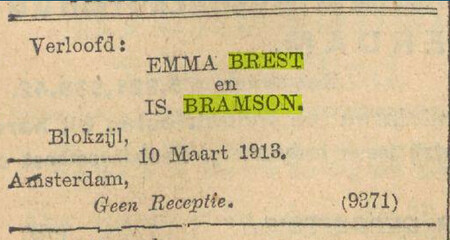 Verloofd:
EMMA BREST
en
IS. BRAMSON.
Blokzijl,
10 Maart 1913.
Amsterdam,
Geen Receptie. (9371)